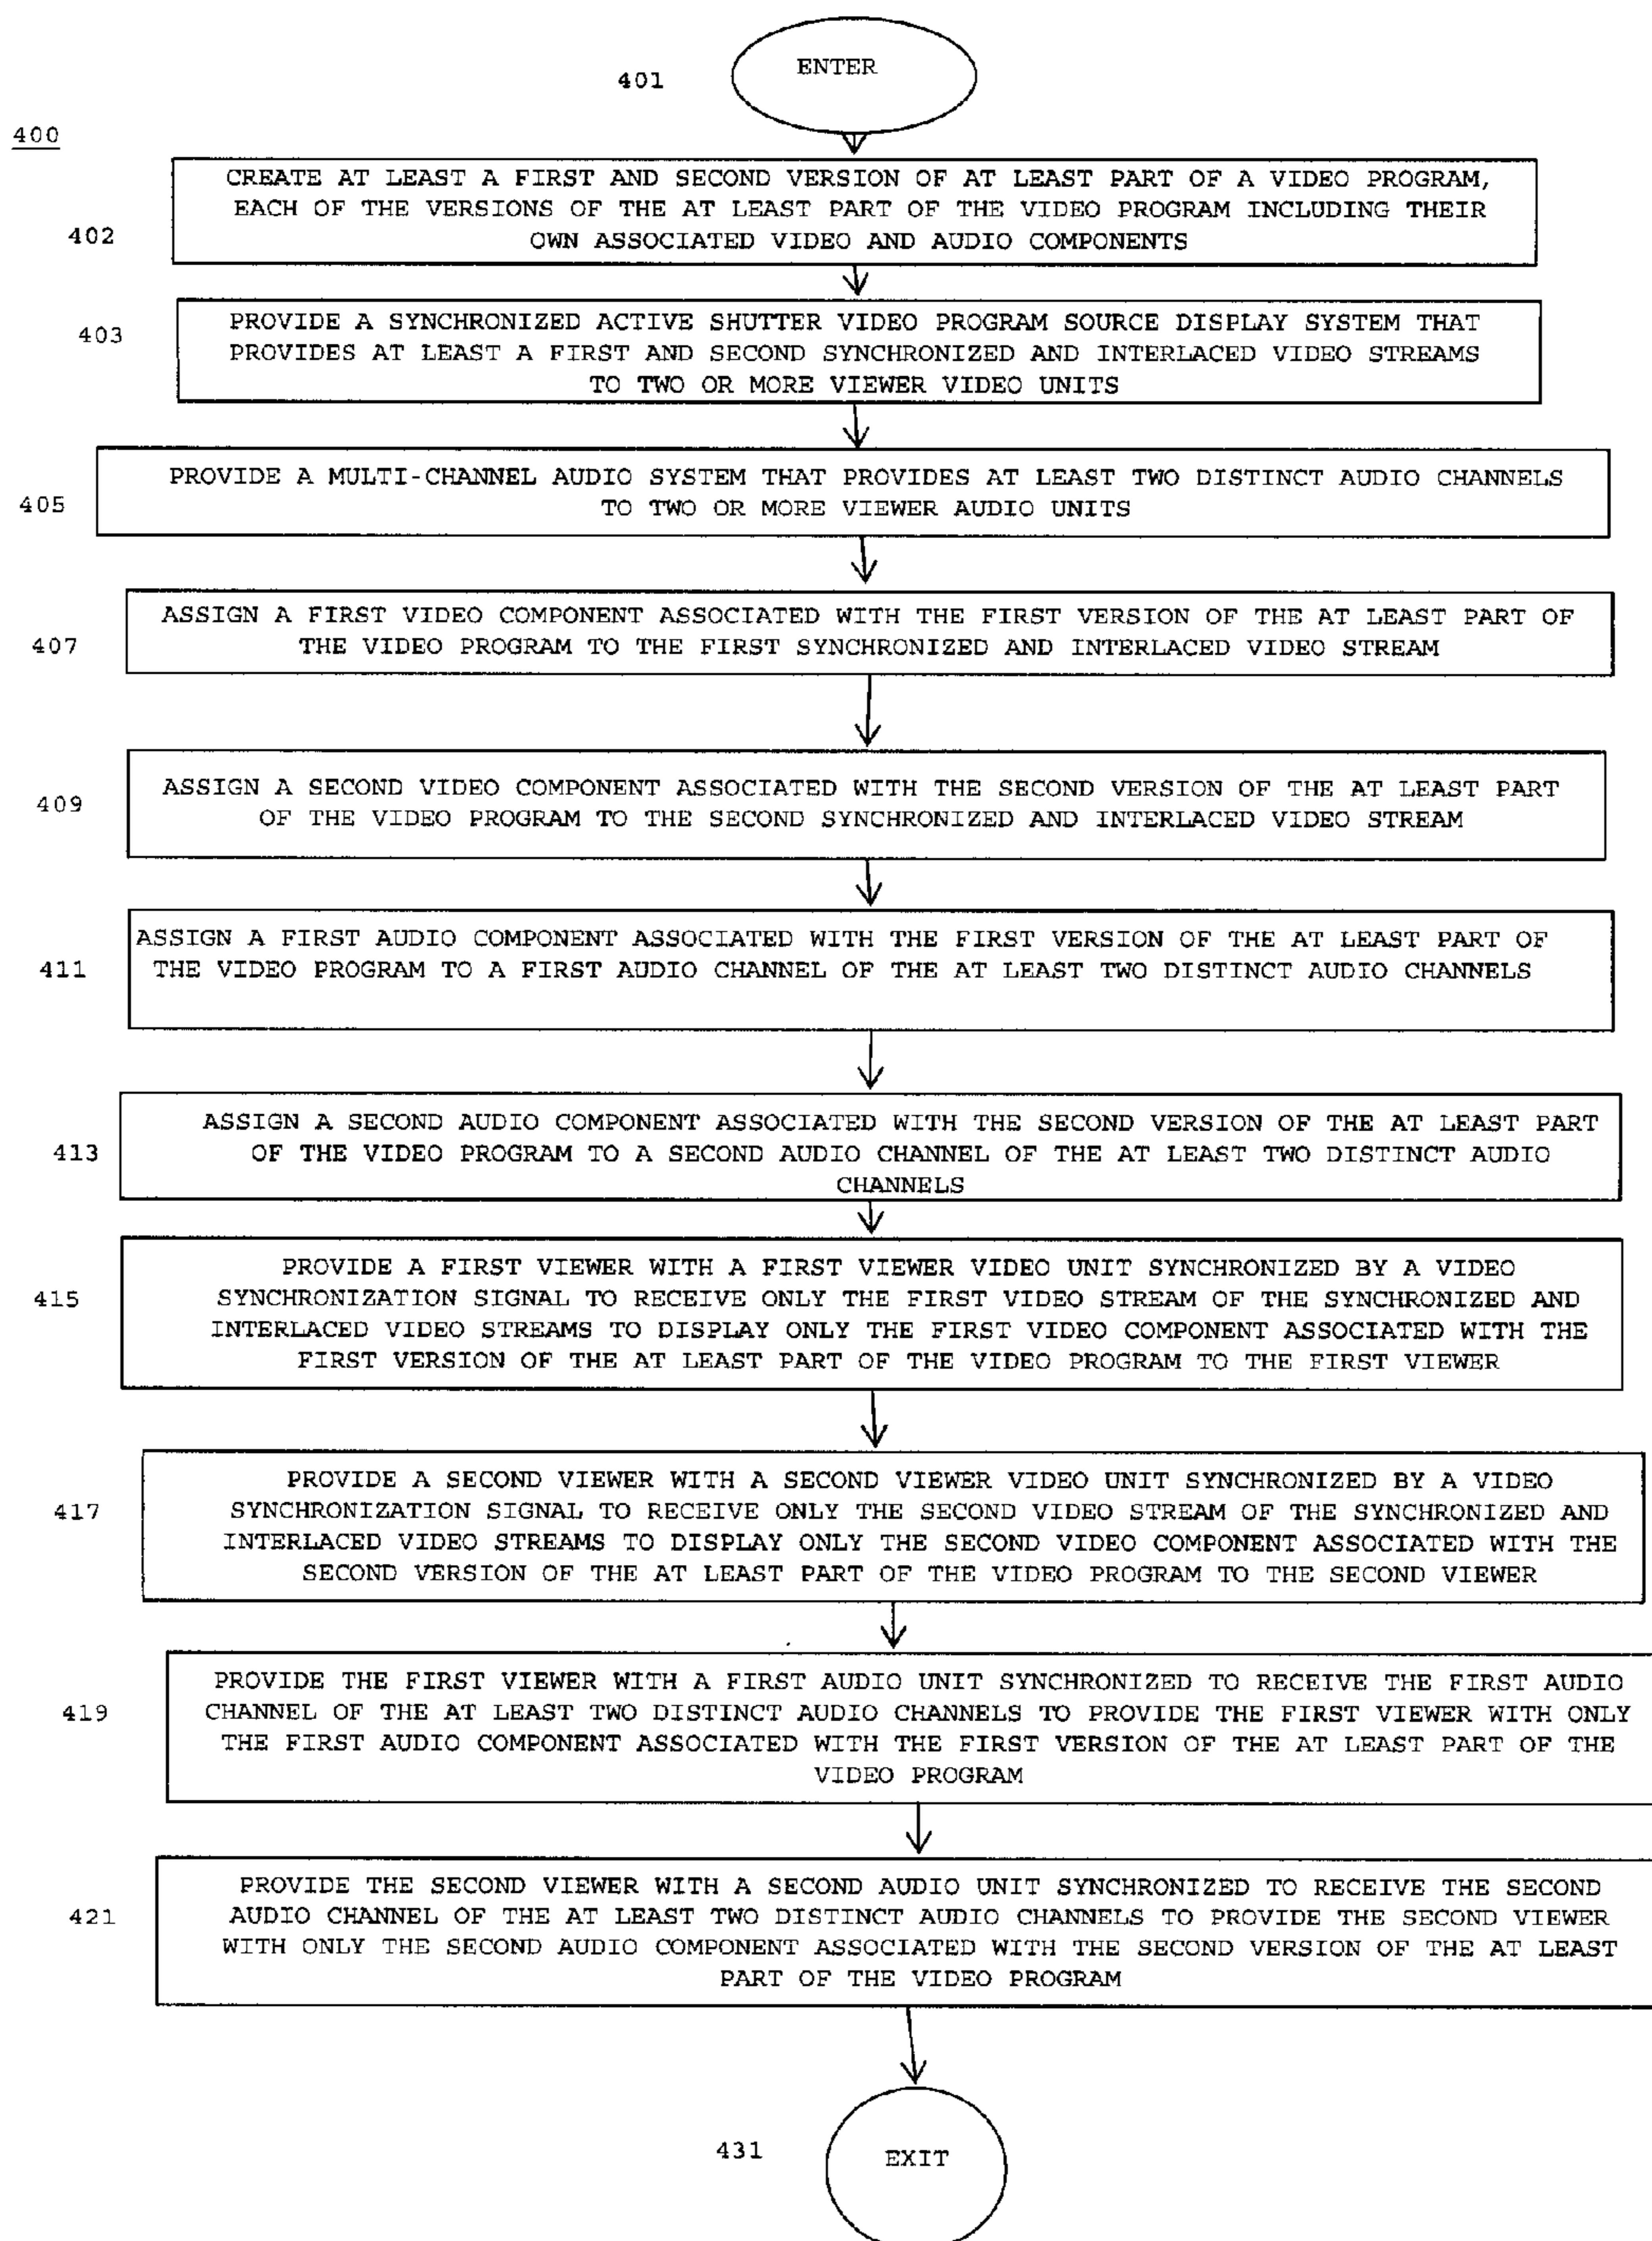 401
ENTER
400
402
CREATE AT LEAST A FIRST AND SECOND VERSION OF AT LEAST PART OF A VIDEO PROGRAM,
EACH OF THE VERSIONS OF THE AT LEAST PART OF THE VIDEO PROGRAM INCLUDING THEIR
OWN ASSOCIATED VIDEO AND AUDIO COMPONENTS
403
PROVIDE A SYNCHRONIZED ACTIVE SHUTTER VIDEO PROGRAM SOURCE DISPLAY SYSTEM THAT
PROVIDES AT LEAST A FIRST AND SECOND SYNCHRONIZED AND INTERLACED VIDEO STREAMS
TO TWO OR MORE VIEWER VIDEO UNITS
405
PROVIDE A MULTI-CHANNEL AUDIO SYSTEM THAT PROVIDES AT LEAST TWO DISTINCT AUDIO CHANNELS
TO TWO OR MORE VIEWER AUDIO UNITS
407
ASSIGN A FIRST VIDEO COMPONENT ASSOCIATED WITH THE FIRST VERSION OF THE AT LEAST PART OF
THE VIDEO PROGRAM TO THE FIRST SYNCHRONIZED AND INTERLACED VIDEO STREAM
409
ASSIGN A SECOND VIDEO COMPONENT ASSOCIATED WITH THE SECOND VERSION OF THE AT LEAST PART
OF THE VIDEO PROGRAM TO THE SECOND SYNCHRONIZED AND INTERLACED VIDEO STREAM
411
ASSIGN A FIRST AUDIO COMPONENT ASSOCIATED WITH THE FIRST VERSION OF THE AT LEAST PART OF
THE VIDEO PROGRAM TO A FIRST AUDIO CHANNEL OF THE AT LEAST TWO DISTINCT AUDIO CHANNELS
413
ASSIGN A SECOND AUDIO COMPONENT ASSOCIATED WITH THE SECOND VERSION OF THE AT LEAST PART
OF THE VIDEO PROGRAM TO A SECOND AUDIO CHANNEL OF THE AT LEAST TWO DISTINCT AUDIO
CHANNELS
415
PROVIDE A FIRST VIEWER WITH A FIRST VIEWER VIDEO UNIT SYNCHRONIZED BY A VIDEO
SYNCHRONIZATION SIGNAL TO RECEIVE ONLY THE FIRST VIDEO STREAM OF THE SYNCHRONIZED AND
INTERLACED VIDEO STREAMS TO DISPLAY ONLY THE FIRST VIDEO COMPONENT ASSOCIATED WITH THE
FIRST VERSION OF THE AT LEAST PART OF THE VIDEO PROGRAM TO THE FIRST VIEWER
417
PROVIDE A SECOND VIEWER WITH A SECOND VIEWER VIDEO UNIT SYNCHRONIZED BY A VIDEO
SYNCHRONIZATION SIGNAL TO RECEIVE ONLY THE SECOND VIDEO STREAM OF THE SYNCHRONIZED AND
INTERLACED VIDEO STREAMS TO DISPLAY ONLY THE SECOND VIDEO COMPONENT ASSOCIATED WITH THE
SECOND VERSION OF THE AT LEAST PART OF THE VIDEO PROGRAM TO THE SECOND VIEWER
419
PROVIDE THE FIRST VIEWER WITH A FIRST AUDIO UNIT SYNCHRONIZED TO RECEIVE THE FIRST AUDIO
CHANNEL OF THE AT LEAST TWO DISTINCT AUDIO CHANNELS TO PROVIDE THE FIRST VIEWER WITH ONLY
THE FIRST AUDIO COMPONENT ASSOCIATED WITH THE FIRST VERSION OF THE AT LEAST PART OF THE
VIDEO PROGRAM
421
PROVIDE THE SECOND VIEWER WITH A SECOND AUDIO UNIT SYNCHRONIZED TO RECEIVE THE SECOND
AUDIO CHANNEL OF THE AT LEAST TWO DISTINCT AUDIO CHANNELS TO PROVIDE THE SECOND VIEWER
WITH ONLY THE SECOND AUDIO COMPONENT ASSOCIATED WITH THE SECOND VERSION OF THE AT LEAST
PART OF THE VIDEO PROGRAM
431
EXIT